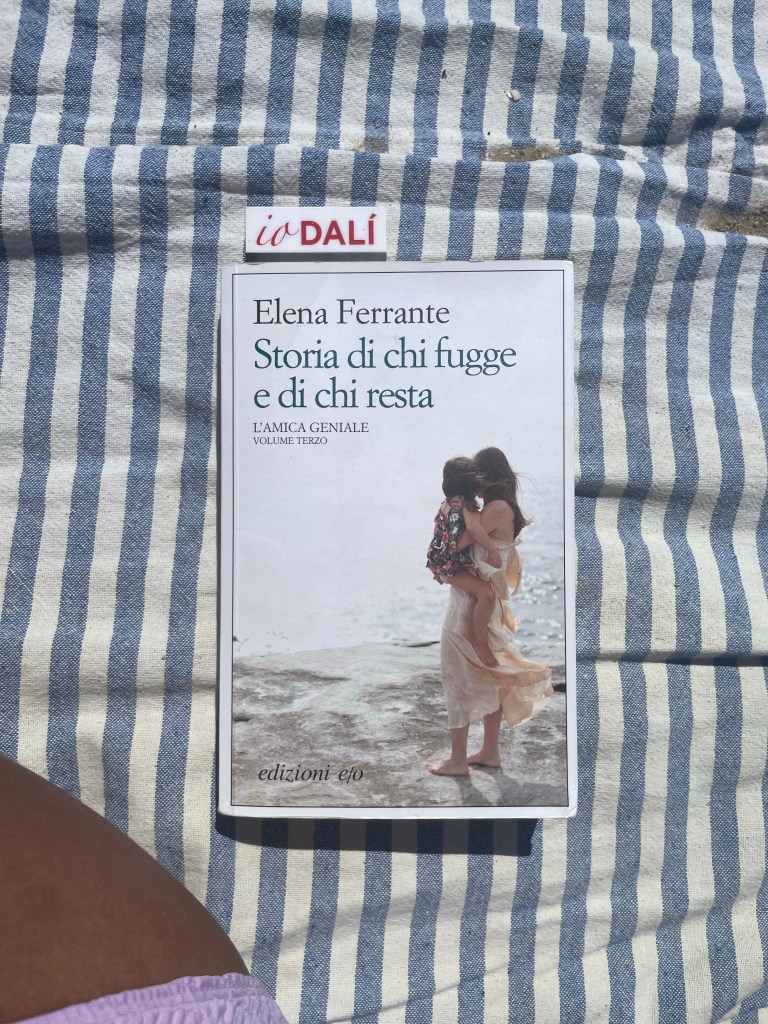 io DALÍ
Elena Ferrante
Storia di chi fugge
e di chi resta
L'AMICA GENIALE
VOLUME TERZO
edizioni e/o